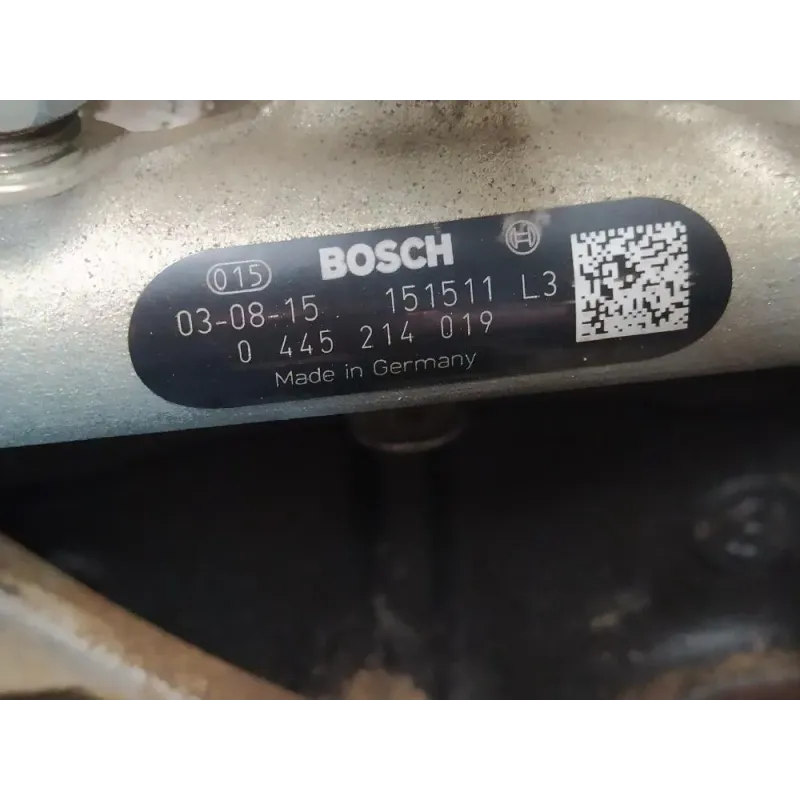 015 BOSCH
03-08-15 151511 L3
0 445 214 019
Made in Germany